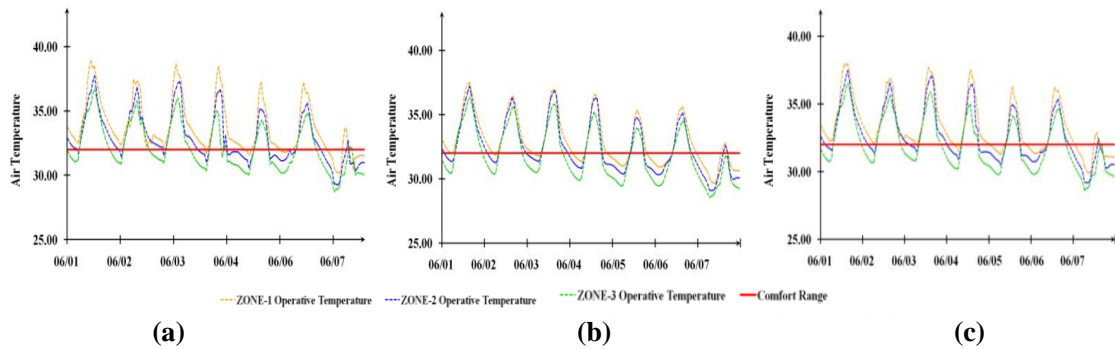 40.00
35.00
30.00
25.00
Air Temperature
06/01 06/02 06/03 06/04 06/06 06/07
40.00
35.00
30.00
25.00
Air Temperature
06/01 06/02 06/03 06/04 06/05 06/06 06/07
40.00
35.00
30.00
25.00
Air Temperature
06/01 06/02 06/03 06/04 06/05 06/06 06/07
ZONE-1 Operative Temperature ZONE-2 Operative Temperature ZONE-3 Operative Temperature Comfort Range
(a) (b) (c)